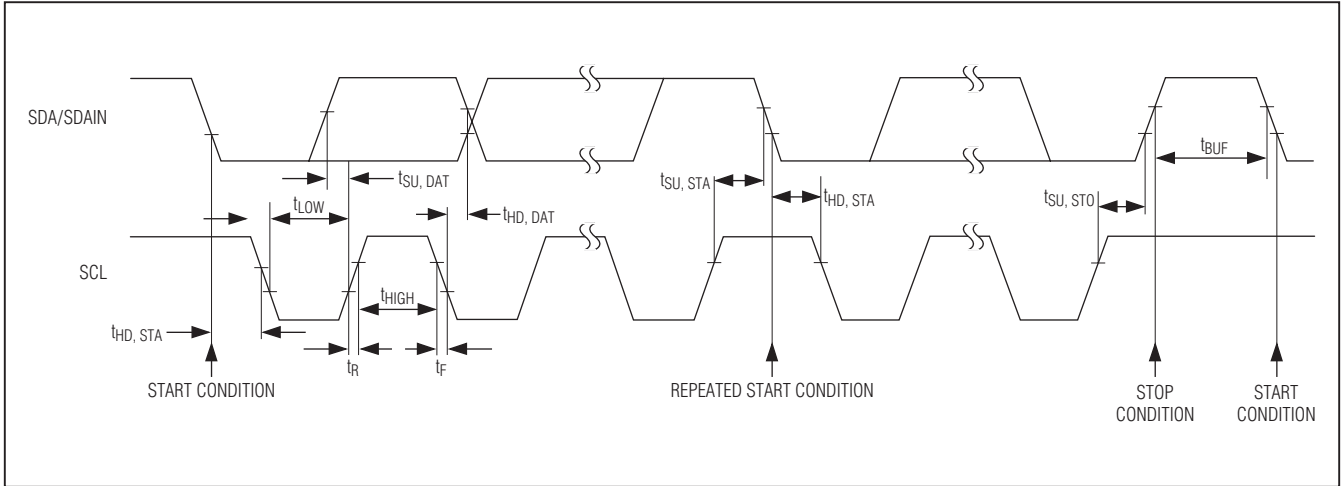 SDA/SDAIN
tSU, DAT
tLOW
tHD, DAT
tSU, STA
tHD, STA
tSU, STO
tBUF
SCL
tHIGH
tHD, STA
tR
tF
START CONDITION
REPEATED START CONDITION
STOP
CONDITION
START
CONDITION